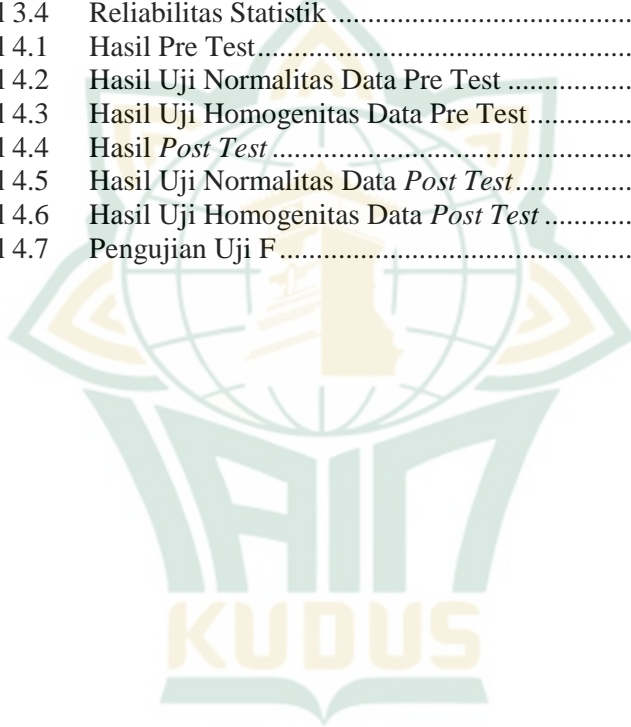 l 3.4 Reliabilitas Statistik ....................................
l 4.1 Hasil Pre Test.................................................
l 4.2 Hasil Uji Normalitas Data Pre Test .................
l 4.3 Hasil Uji Homogenitas Data Pre Test..............
l 4.4 Hasil Post Test ...............................................
l 4.5 Hasil Uji Normalitas Data Post Test................
l 4.6 Hasil Uji Homogenitas Data Post Test ............
l 4.7 Pengujian Uji F ..............................................
IAIN
KUDUS